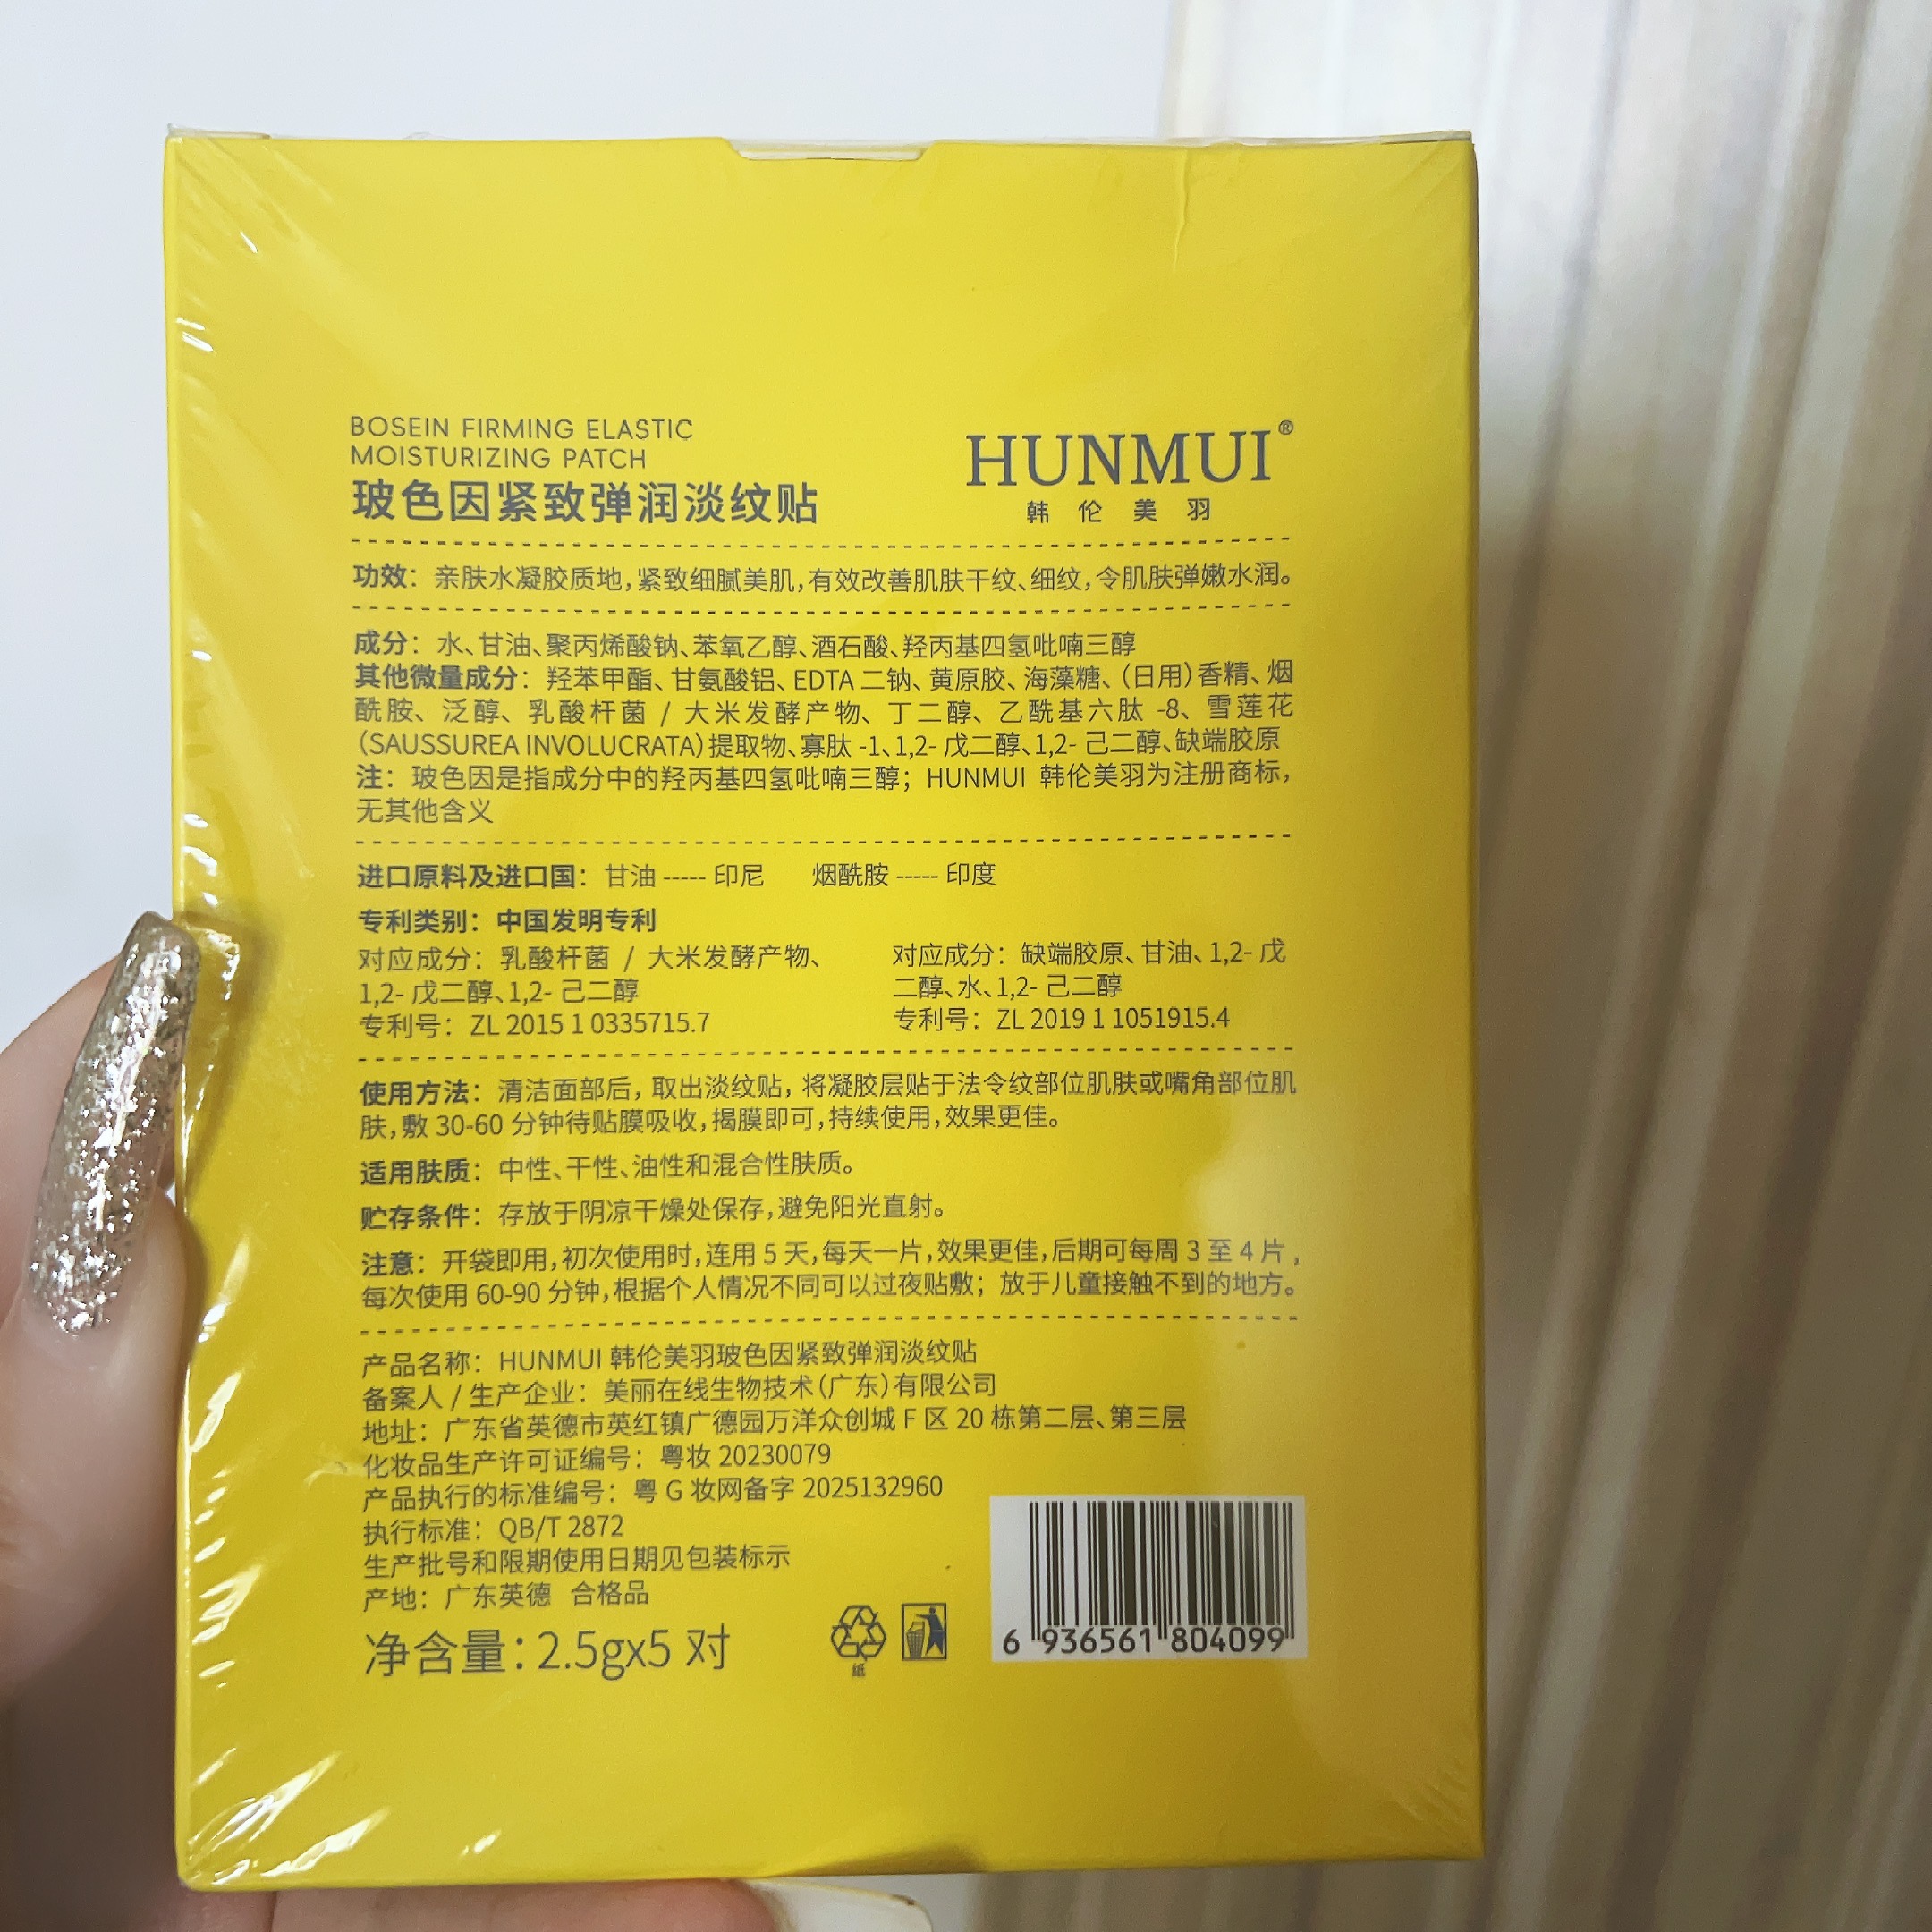 BOSEIN FIRMING ELASTIC
MOISTURIZING PATCH
玻色因紧致弹润淡纹贴
HUNMUI®
韩伦美羽
功效：亲肤水凝胶质地，紧致细腻美肌，有效改善肌肤干纹、细纹，令肌肤弹嫩水润。
成分：水、甘油、聚丙烯酸钠、苯氧乙醇、酒石酸、羟丙基四氢吡喃三醇
其他微量成分：羟苯甲酯、甘氨酸铝、EDTA 二钠、黄原胶、海藻糖、（日用）香精、烟
酰胺、泛醇、乳酸杆菌 / 大米发酵产物、丁二醇、乙酰基六肽 -8、雪莲花
（SAUSSUREA INVOLUCRATA）提取物、寡肽 -1、1,2- 戊二醇、1,2- 己二醇、缺端胶原
注：玻色因是指成分中的羟丙基四氢吡喃三醇；HUNMUI 韩伦美羽为注册商标，
无其他含义
进口原料及进口国：甘油 ----- 印尼 烟酰胺 ----- 印度
专利类别：中国发明专利
对应成分：乳酸杆菌 / 大米发酵产物、
1,2- 戊二醇、1,2- 己二醇
专利号：ZL 2015 1 0335715.7
对应成分：缺端胶原、甘油、1,2- 戊
二醇、水、1,2- 己二醇
专利号：ZL 2019 1 1051915.4
使用方法：清洁面部后，取出淡纹贴，将凝胶层贴于法令纹部位肌肤或嘴角部位肌
肤，敷 30-60 分钟待贴膜吸收，揭膜即可，持续使用，效果更佳。
适用肤质：中性、干性、油性和混合性肤质。
贮存条件：存放于阴凉干燥处保存，避免阳光直射。
注意：开袋即用，初次使用时，连用 5 天，每天一片，效果更佳，后期可每周 3 至 4 片，
每次使用 60-90 分钟，根据个人情况不同可以过夜贴敷；放于儿童接触不到的地方。
产品名称：HUNMUI 韩伦美羽玻色因紧致弹润淡纹贴
备案人 / 生产企业：美丽在线生物技术（广东）有限公司
地址：广东省英德市英红镇广德园万洋众创城 F 区 20 栋第二层、第三层
化妆品生产许可证编号：粤妆 20230079
产品执行的标准编号：粤 G 妆网备字 2025132960
执行标准：QB/T 2872
生产批号和限期使用日期见包装标示
产地：广东英德 合格品
净含量：2.5gx5 对
纸
6 936561 804099